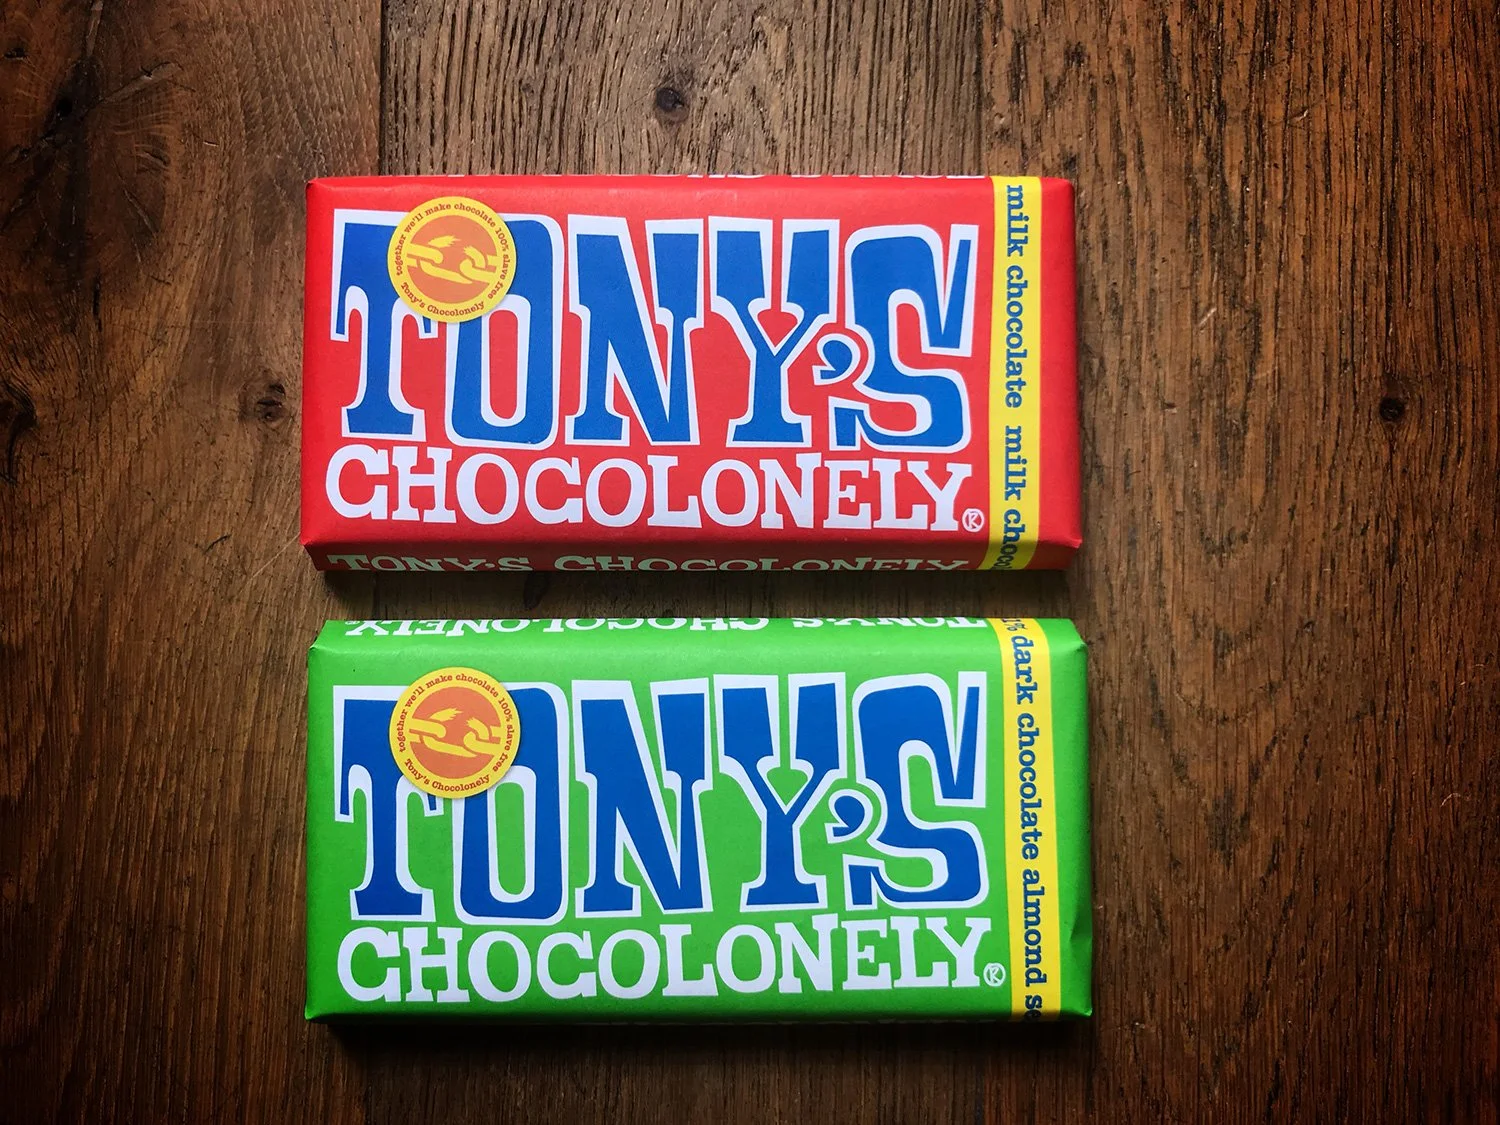 together we'll make chocolate 100% slave free
Tony's Chocolonely
TONY'S
CHOCOLONELY®
milk chocolate milk choco
TONY'S CHOCOLONELY
TONY'S CHOCOLONELY
together we'll make chocolate 100% slave free
Tony's Chocolonely
TONY'S
CHOCOLONELY®
1% dark chocolate almond se